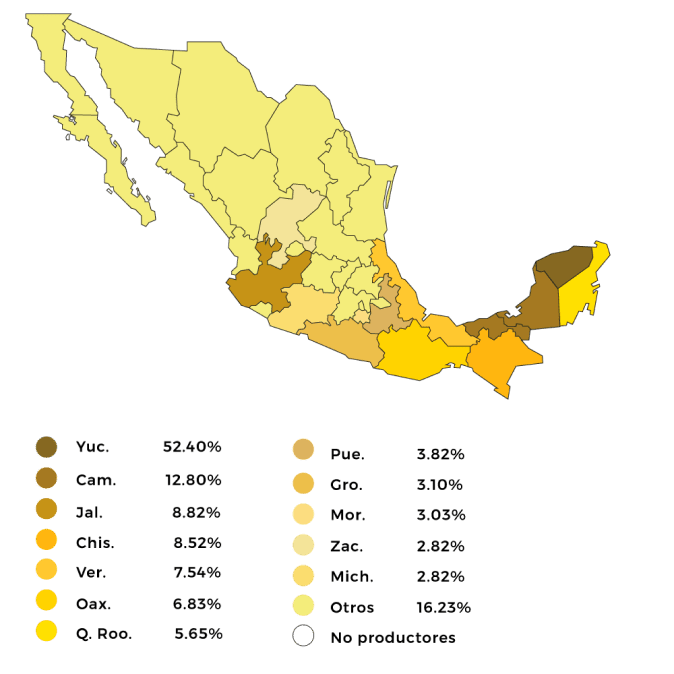 Yuc. 52.40%
Cam. 12.80%
Jal. 8.82%
Chis. 8.52%
Ver. 7.54%
Oax. 6.83%
Q. Roo. 5.65%
Pue. 3.82%
Gro. 3.10%
Mor. 3.03%
Zac. 2.82%
Mich. 2.82%
Otros 16.23%
No productores